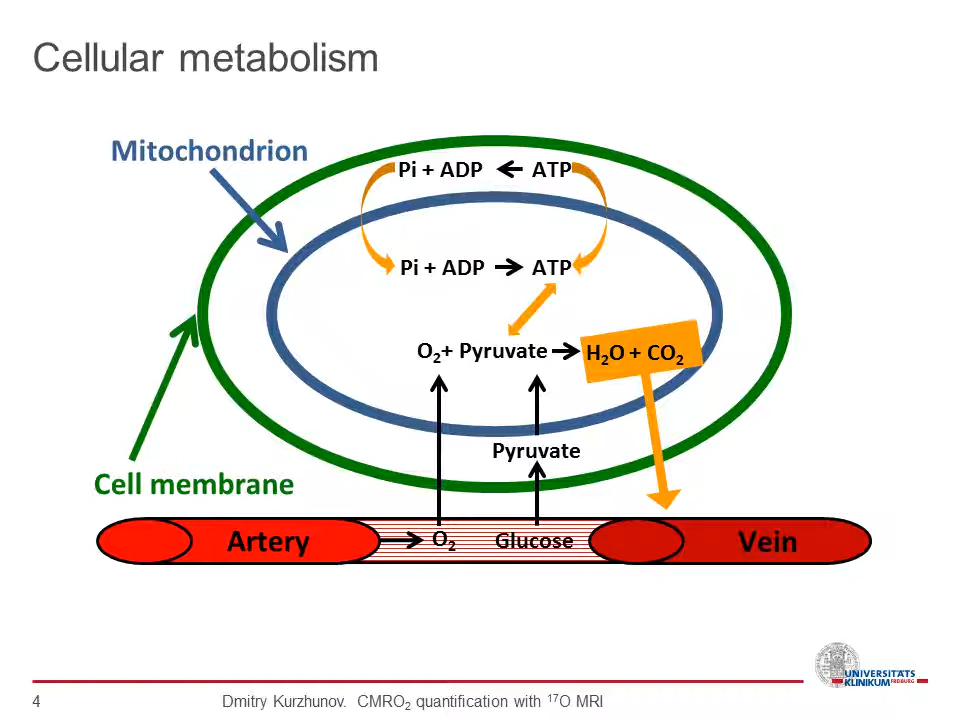 Cellular metabolism
Mitochondrion
Pi + ADP ATP
Pi + ADP ATP
O₂+ Pyruvate H₂O + CO₂
Pyruvate
Cell membrane
Artery O₂ Glucose Vein
UNIVERSITÄTS
KLINIKUM FREIBURG
4 Dmitry Kurzhunov. CMRO₂ quantification with ¹⁷O MRI